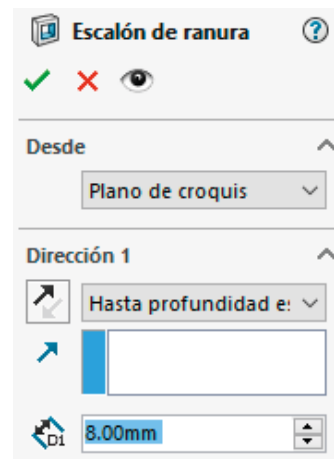 Escalón de ranura
Desde
Plano de croquis
Dirección 1
Hasta profundidad e
D1
8.00mm